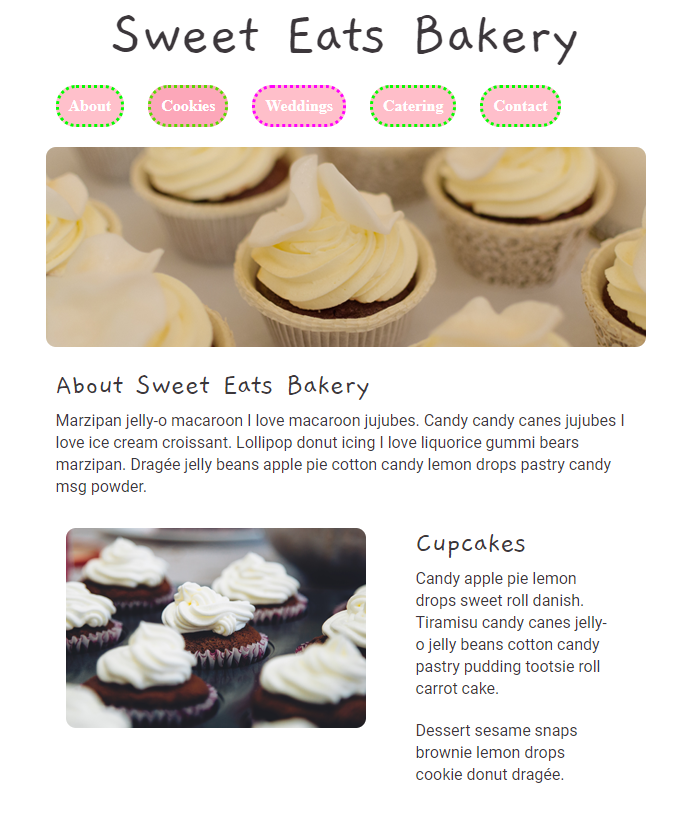 Sweet Eats Bakery
About Cookies Weddings Catering Contact
About Sweet Eats Bakery
Marzipan jelly-o macaroon I love macaroon jujubes. Candy candy canes jujubes I
love ice cream croissant. Lollipop donut icing I love liquorice gummi bears
marzipan. Dragée jelly beans apple pie cotton candy lemon drops pastry candy
msg powder.
Cupcakes
Candy apple pie lemon
drops sweet roll danish.
Tiramisu candy canes jelly-
o jelly beans cotton candy
pastry pudding tootsie roll
carrot cake.
Dessert sesame snaps
brownie lemon drops
cookie donut dragée.